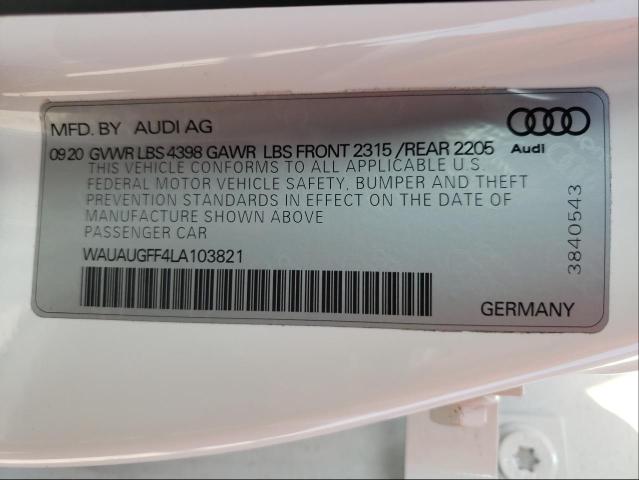 MFD. BY AUDI AG
09 20 GVWR LBS 4398 GAWR LBS FRONT 2315 /REAR 2205
Audi
THIS VEHICLE CONFORMS TO ALL APPLICABLE U.S.
FEDERAL MOTOR VEHICLE SAFETY, BUMPER AND THEFT
PREVENTION STANDARDS IN EFFECT ON THE DATE OF
MANUFACTURE SHOWN ABOVE
PASSENGER CAR
WAUAUGFF4LA103821
3840543
GERMANY